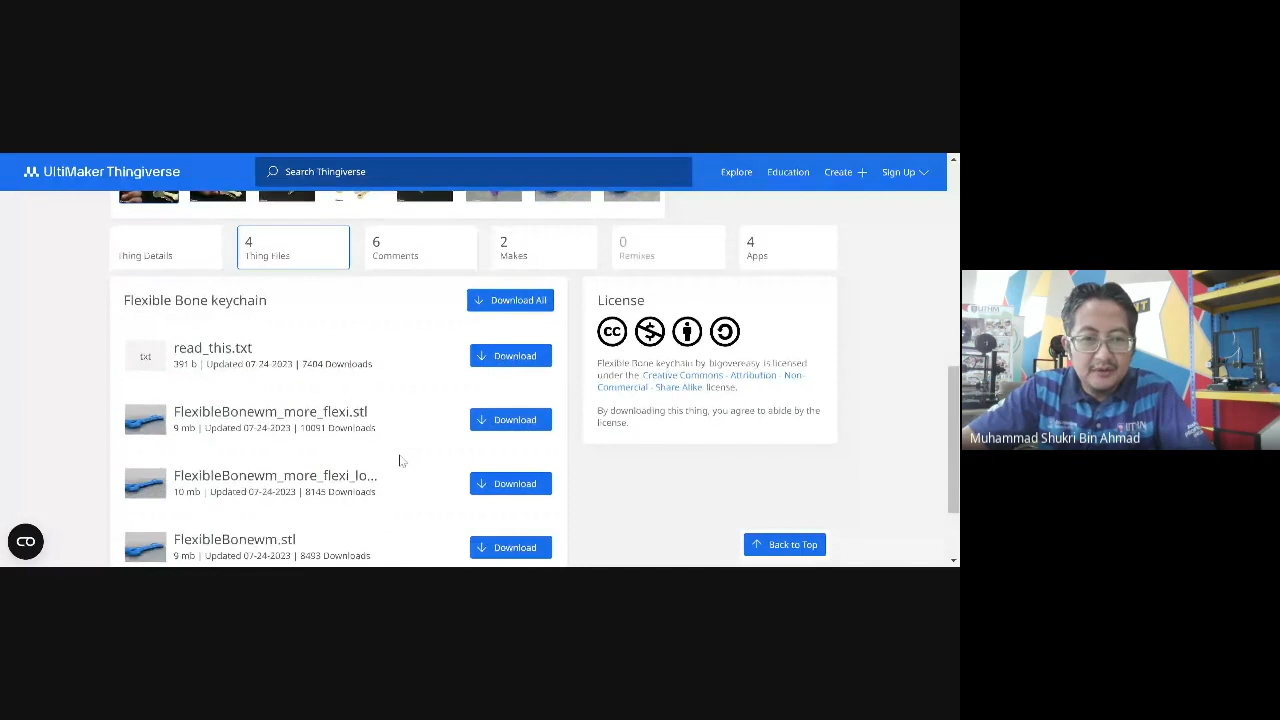 UltiMaker Thingiverse
Search Thingiverse
Explore
Education
Create
Sign Up
Thing Details
4
Thing Files
6
Comments
2
Makes
0
Remixes
4
Apps
Flexible Bone keychain
Download All
txt
read_this.txt
391 b | Updated 07-24-2023 | 7404 Downloads
Download
FlexibleBonewm_more_flexi.stl
9 mb | Updated 07-24-2023 | 10091 Downloads
Download
FlexibleBonewm_more_flexi_lo...
10 mb | Updated 07-24-2023 | 8145 Downloads
Download
FlexibleBonewm.stl
9 mb | Updated 07-24-2023 | 8493 Downloads
Download
License
cc
Flexible Bone keychain by bigovereasy is licensed
under the Creative Commons - Attribution - Non-
Commercial - Share Alike license.
By downloading this thing, you agree to abide by the
license.
Back to Top
UTHM
Muhammad Shukri Bin Ahmad